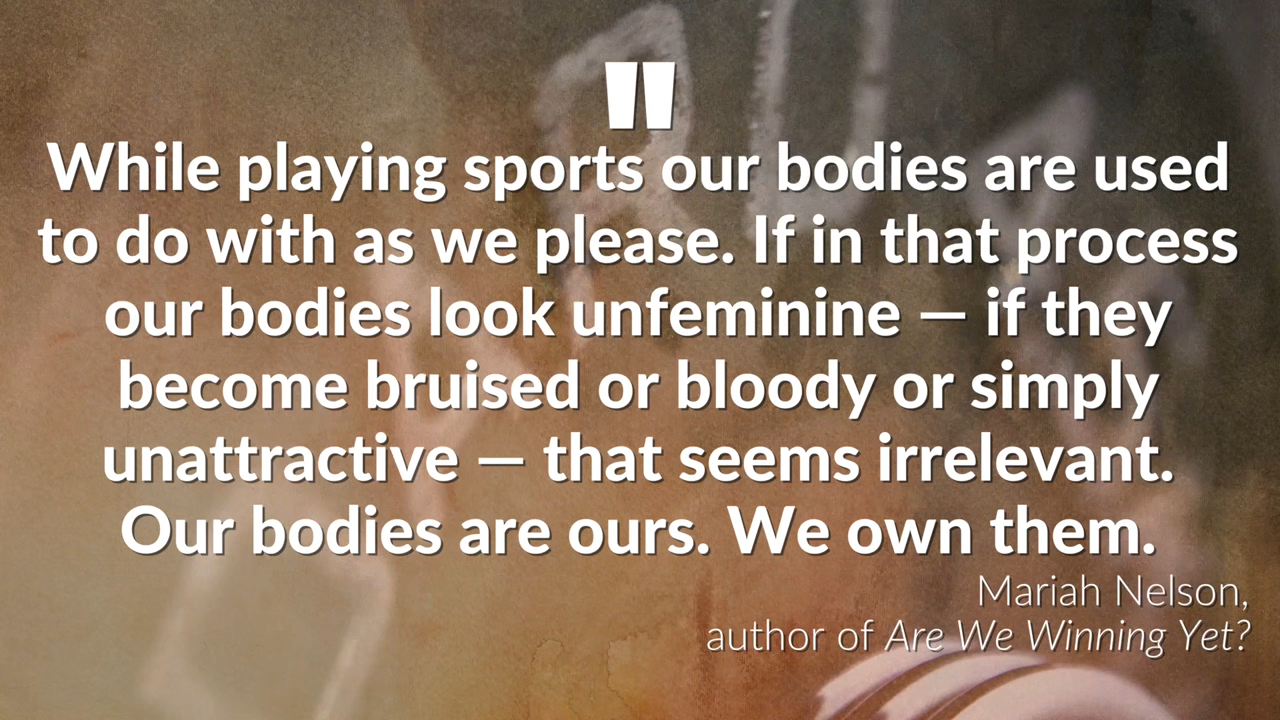 "
While playing sports our bodies are used
to do with as we please. If in that process
our bodies look unfeminine — if they
become bruised or bloody or simply
unattractive — that seems irrelevant.
Our bodies are ours. We own them.
Mariah Nelson,
author of Are We Winning Yet?